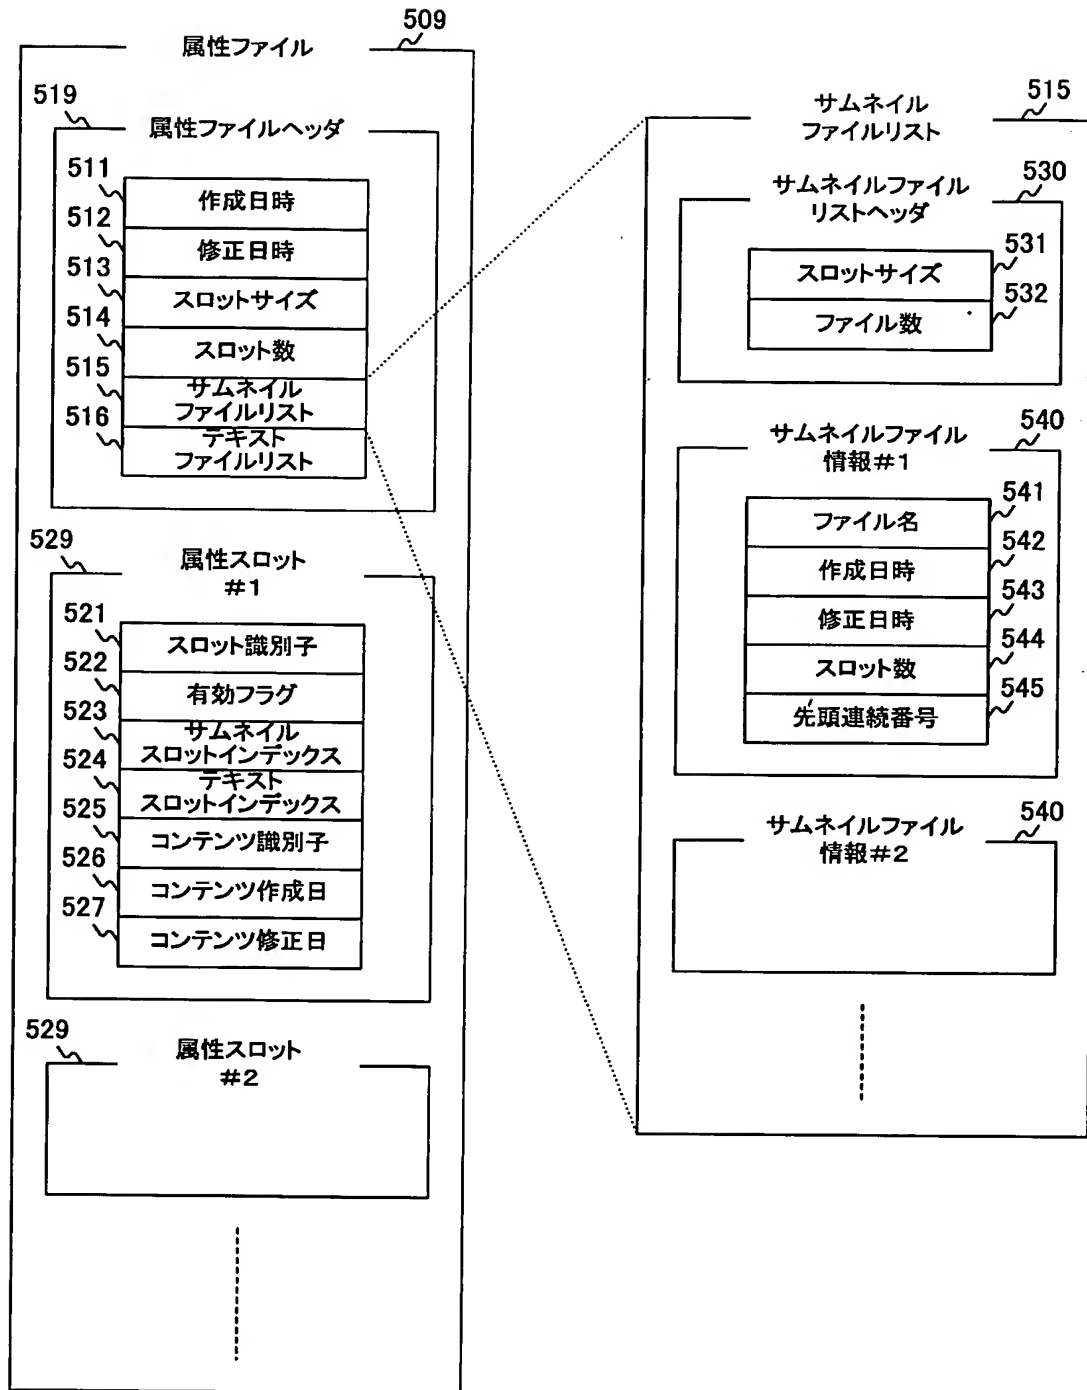 属性ファイル
509
519
属性ファイルヘッダ
511
作成日時
512
修正日時
513
スロットサイズ
514
スロット数
515
サムネイル
ファイルリスト
516
テキスト
ファイルリスト
529
属性スロット
#1
521
スロット識別子
522
有効フラグ
523
サムネイル
スロットインデックス
524
テキスト
スロットインデックス
525
コンテンツ識別子
526
コンテンツ作成日
527
コンテンツ修正日
529
属性スロット
#2
サムネイル
ファイルリスト
515
サムネイルファイル
リストヘッダ
530
スロットサイズ
531
ファイル数
532
サムネイルファイル
情報#1
540
ファイル名
541
作成日時
542
修正日時
543
スロット数
544
先頭連続番号
545
サムネイルファイル
情報#2
540